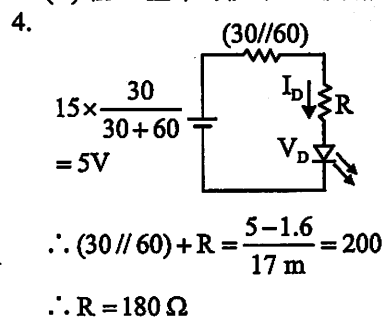 4.
(30//60)
15× 30/(30+60)
I_D
R
= 5V
V_D
∴ (30 // 60) + R = (5−1.6)/(17 m) = 200
∴ R = 180 Ω